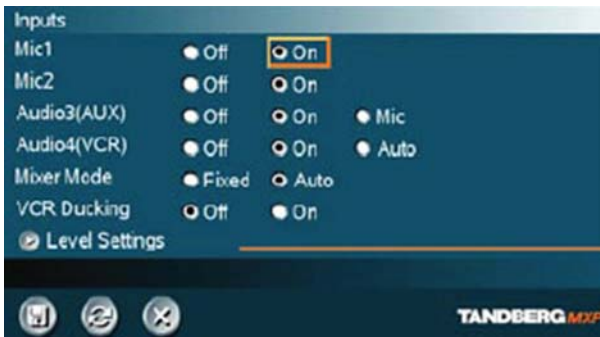 Inputs
Mic1 Off On
Mic2 Off On
Audio3(AUX) Off On Mic
Audio4(VCR) Off On Auto
Mixer Mode Fixed Auto
VCR Ducking Off On
Level Settings
TANDBERG MXP